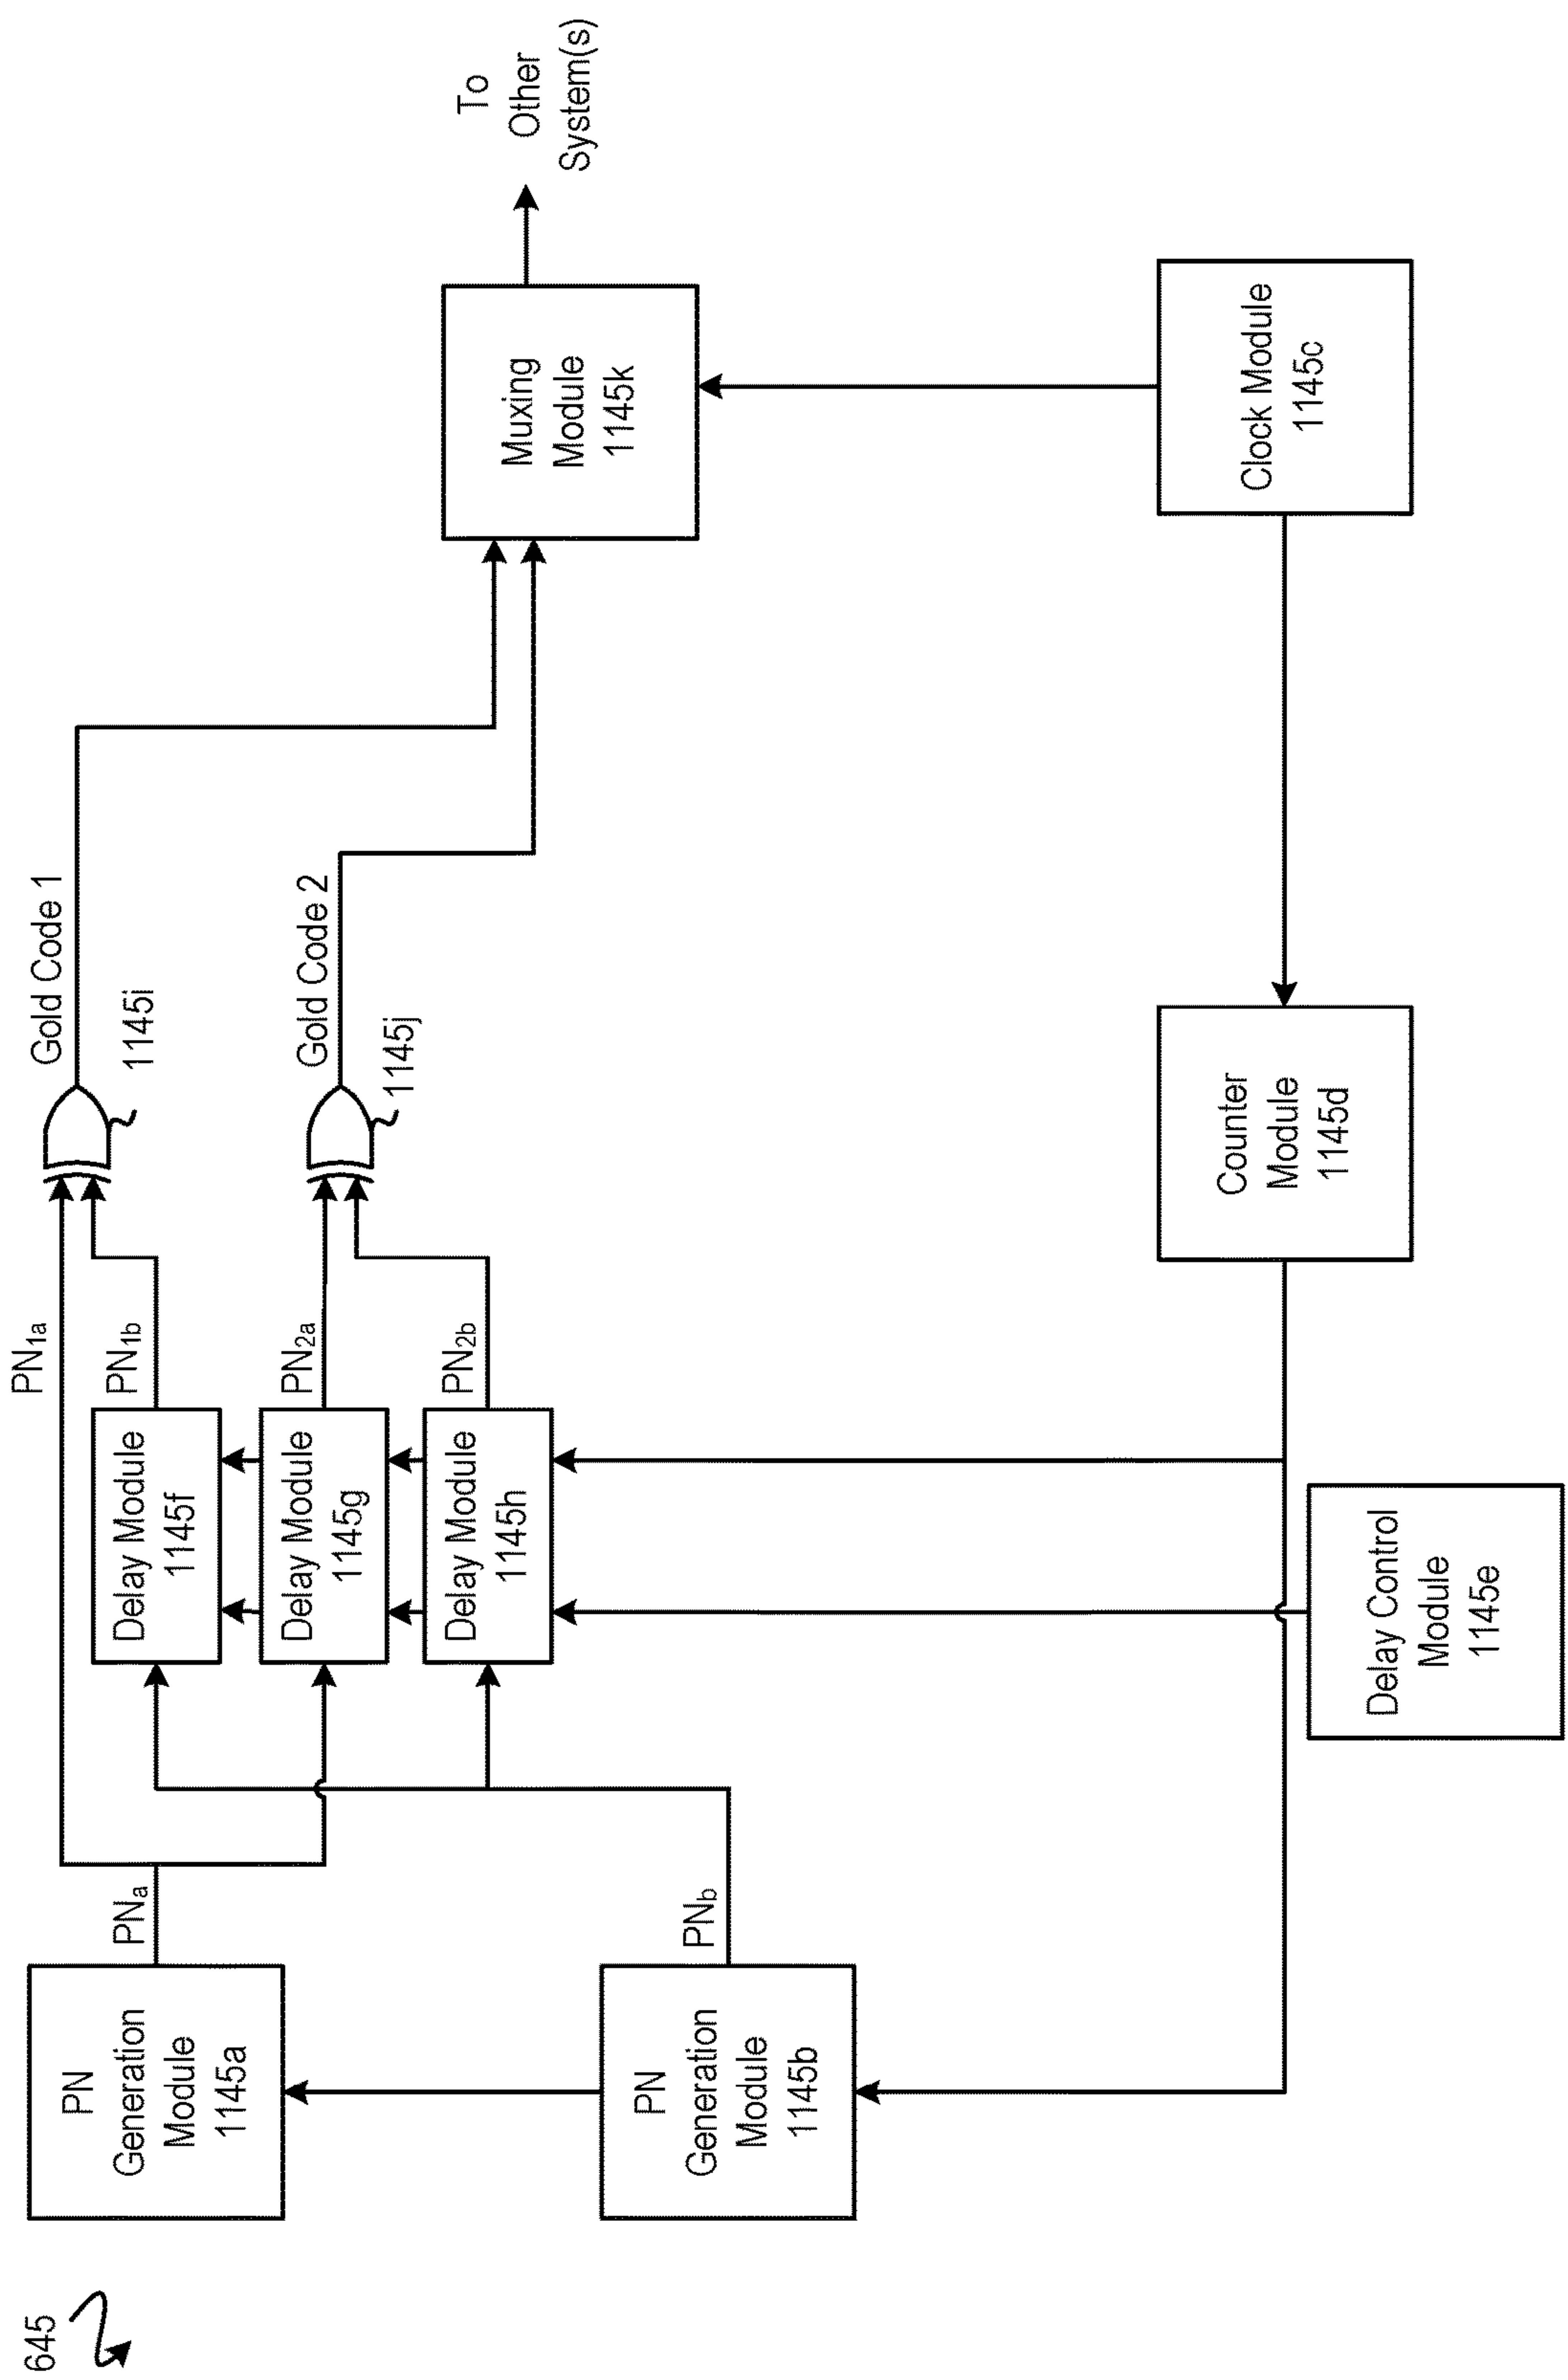 645
PN
Generation
Module
1145a
PN
Generation
Module
1145b
PNa
PNb
Delay Module
1145f
Delay Module
1145g
Delay Module
1145h
PN1a
PN1b
PN2a
PN2b
Gold Code 1
1145i
Gold Code 2
1145j
Muxing
Module
1145k
To
Other
System(s)
Delay Control
Module
1145e
Counter
Module
1145d
Clock Module
1145c